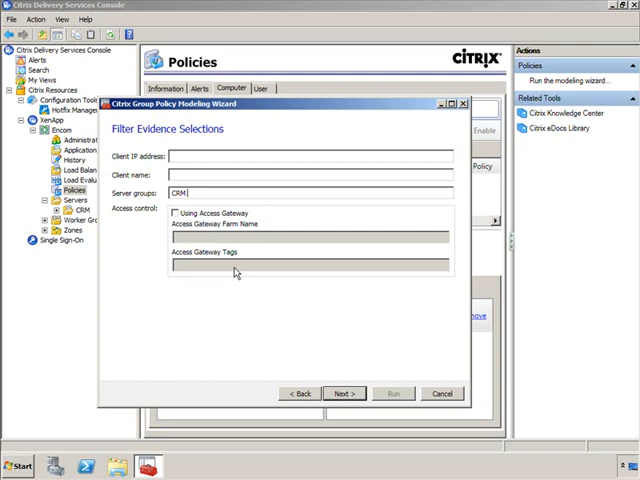 Citrix Delivery Services Console
File Action View Help
Citrix Delivery Services Console
Alerts
Search
My Views
Citrix Resources
Configuration Tools
Hotfix Manage
XenApp
Encom
Administrat
Application
History
Load Balan
Load Evalu
Policies
Servers
CRM
Worker Gro
Zones
Single Sign-On
Policies
CITRIX
Information Alerts Computer User
Enable
Policy
Citrix Group Policy Modeling Wizard
Filter Evidence Selections
Client IP address:
Client name:
Server groups: CRM
Access control: Using Access Gateway
Access Gateway Farm Name
Access Gateway Tags
< Back Next > Run Cancel
Actions
Policies
Run the modeling wizard...
Related Tools
Citrix Knowledge Center
Citrix eDocs Library
Start